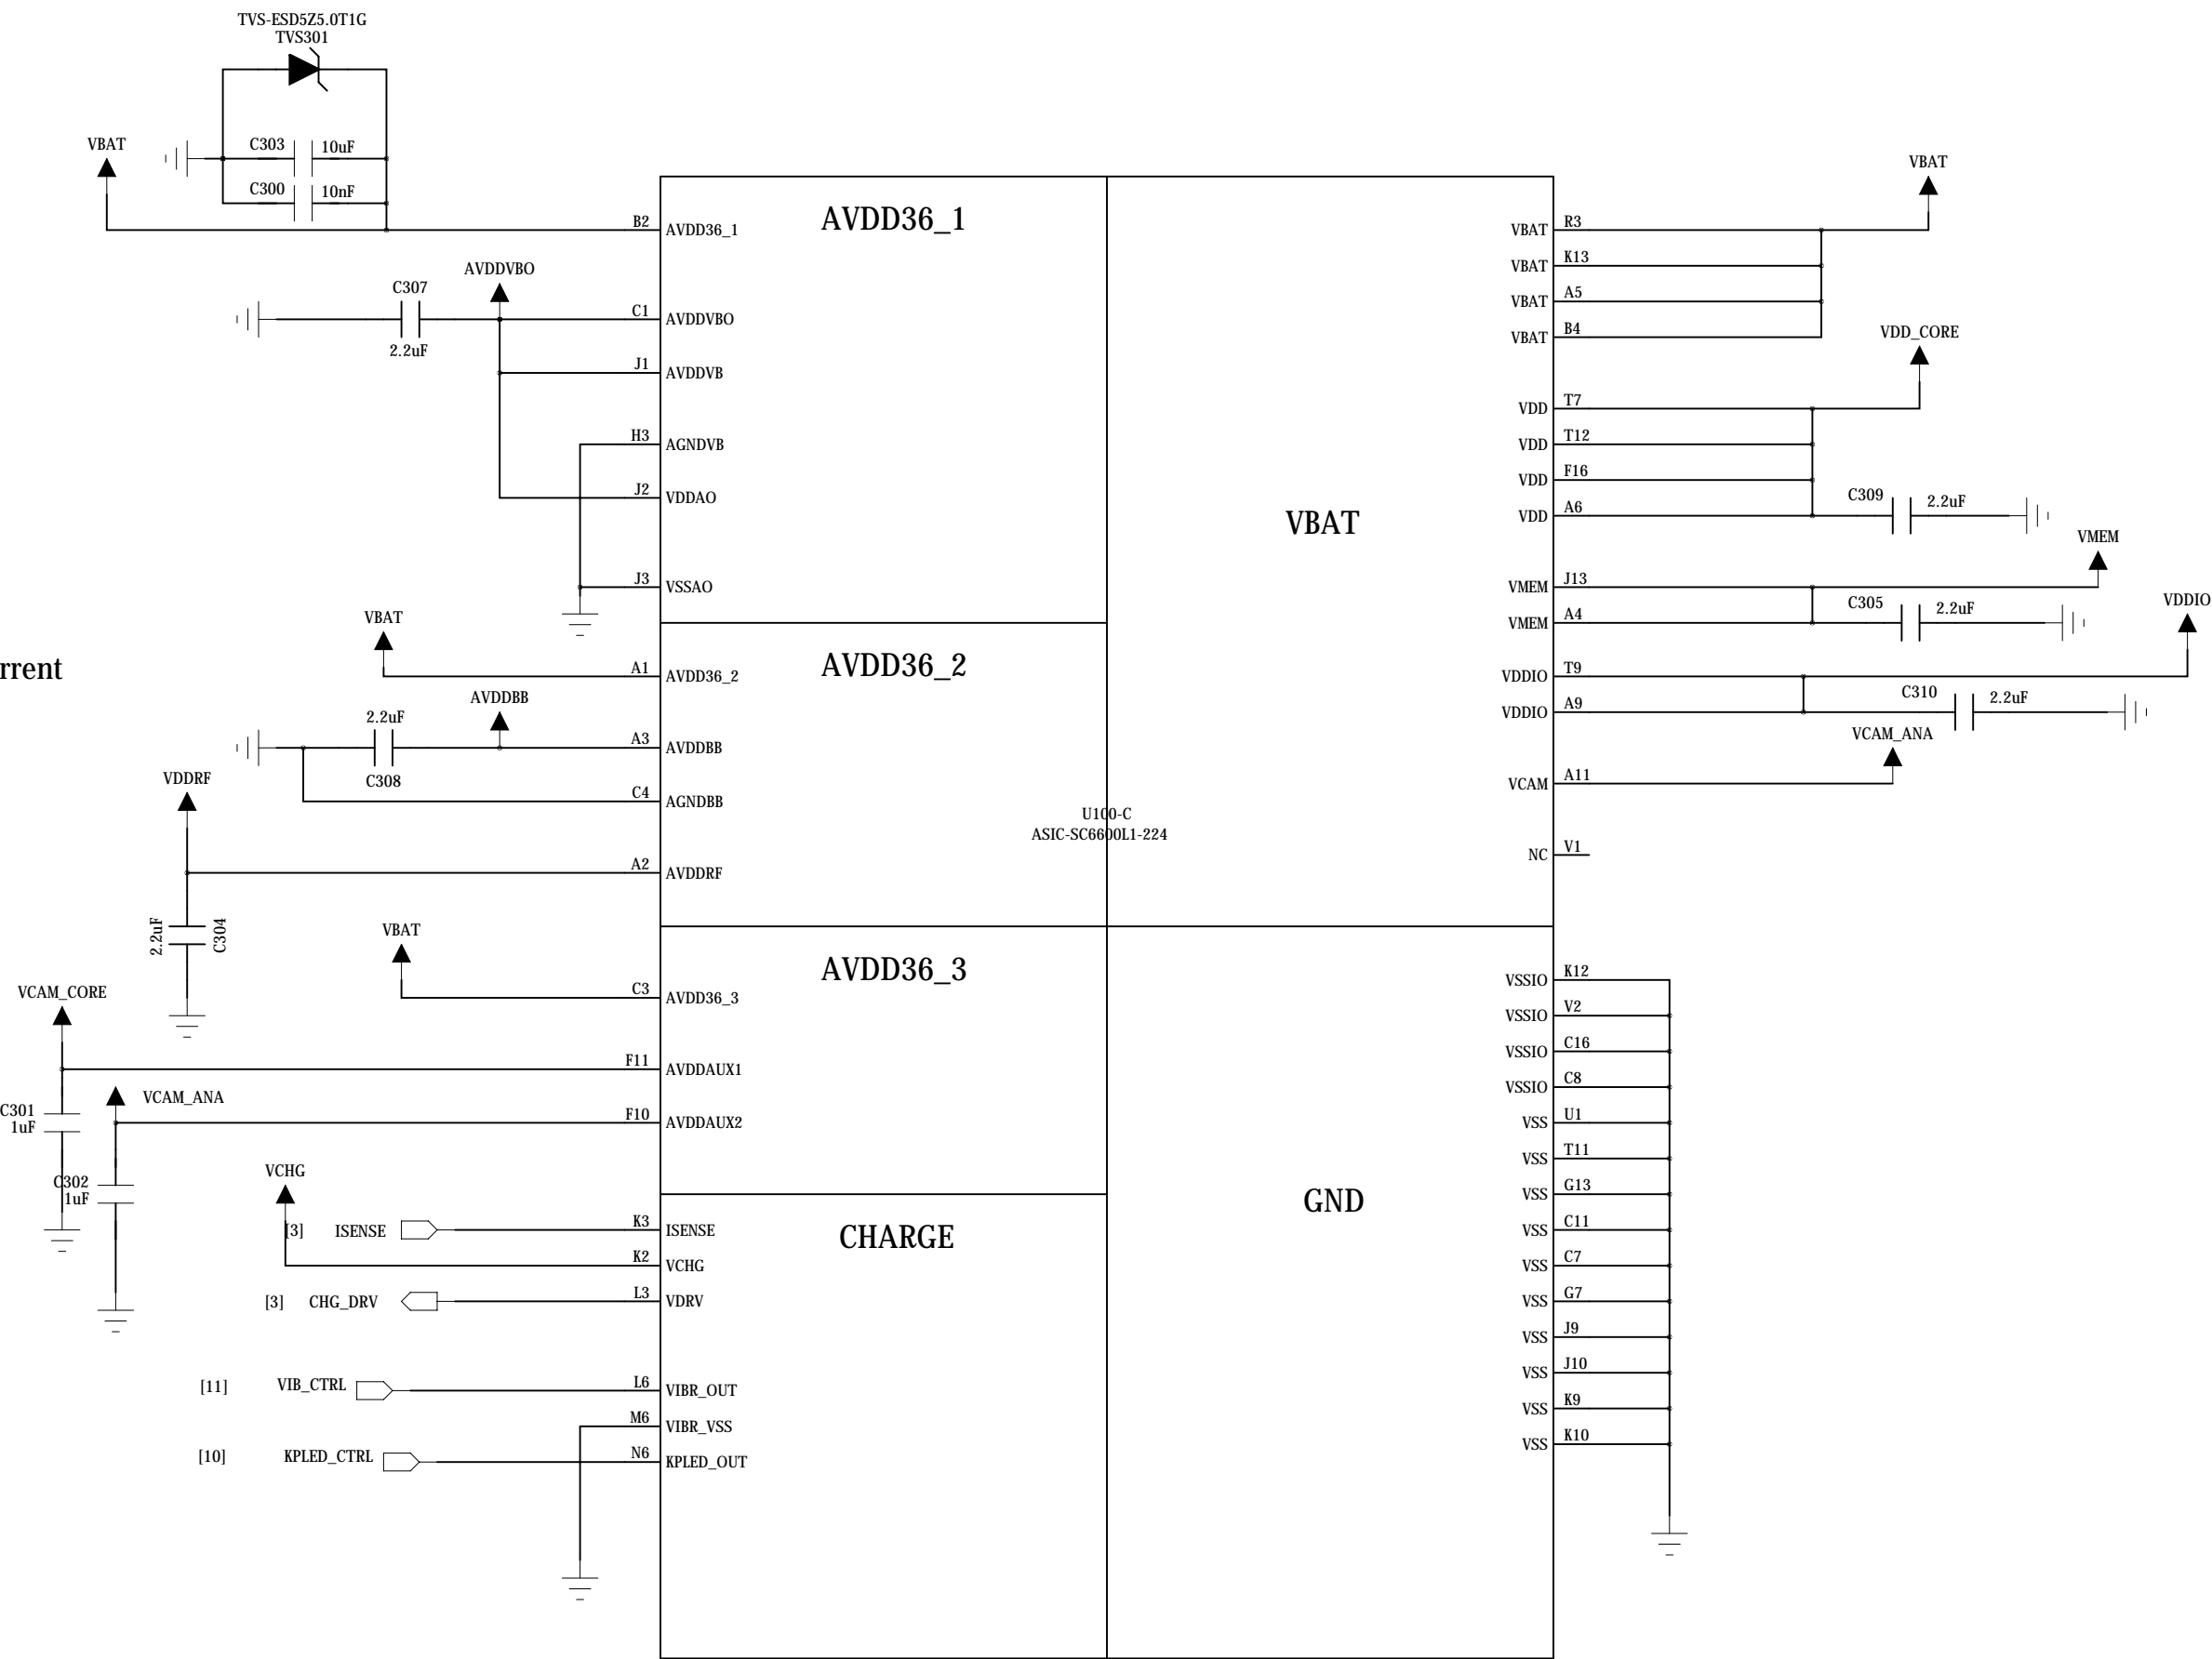 TVS-ESD5Z5.0T1G
TVS301
VBAT
C303
10uF
C300
10nF
B2
AVDD36_1
AVDD36_1
AVDDVBO
C307
2.2uF
C1
AVDDVBO
J1
AVDDVB
H3
AGNDVB
J2
VDDAO
J3
VSSAO
VBAT
rrent
A1
AVDD36_2
AVDD36_2
AVDDBB
2.2uF
C308
A3
AVDDBB
VDDRF
C4
AGNDBB
A2
AVDDRF
2.2uF
C304
VBAT
C3
AVDD36_3
AVDD36_3
VCAM_CORE
F11
AVDDAUX1
VCAM_ANA
C301
1uF
F10
AVDDAUX2
C302
1uF
VCHG
CHARGE
[3]
ISENSE
K3
ISENSE
K2
VCHG
[3]
CHG_DRV
L3
VDRV
[11]
VIB_CTRL
L6
VIBR_OUT
M6
VIBR_VSS
[10]
KPLED_CTRL
N6
KPLED_OUT
U100-C
ASIC-SC6600L1-224
VBAT
VBAT
VBAT
R3
VBAT
K13
VBAT
A5
VBAT
B4
VDD_CORE
VDD
T7
VDD
T12
VDD
F16
VDD
A6
C309
2.2uF
VMEM
VMEM
J13
VMEM
A4
C305
2.2uF
VDDIO
VDDIO
T9
VDDIO
A9
C310
2.2uF
VCAM_ANA
VCAM
A11
NC
V1
GND
VSSIO
K12
VSSIO
V2
VSSIO
C16
VSSIO
C8
VSS
U1
VSS
T11
VSS
G13
VSS
C11
VSS
C7
VSS
G7
VSS
J9
VSS
J10
VSS
K9
VSS
K10